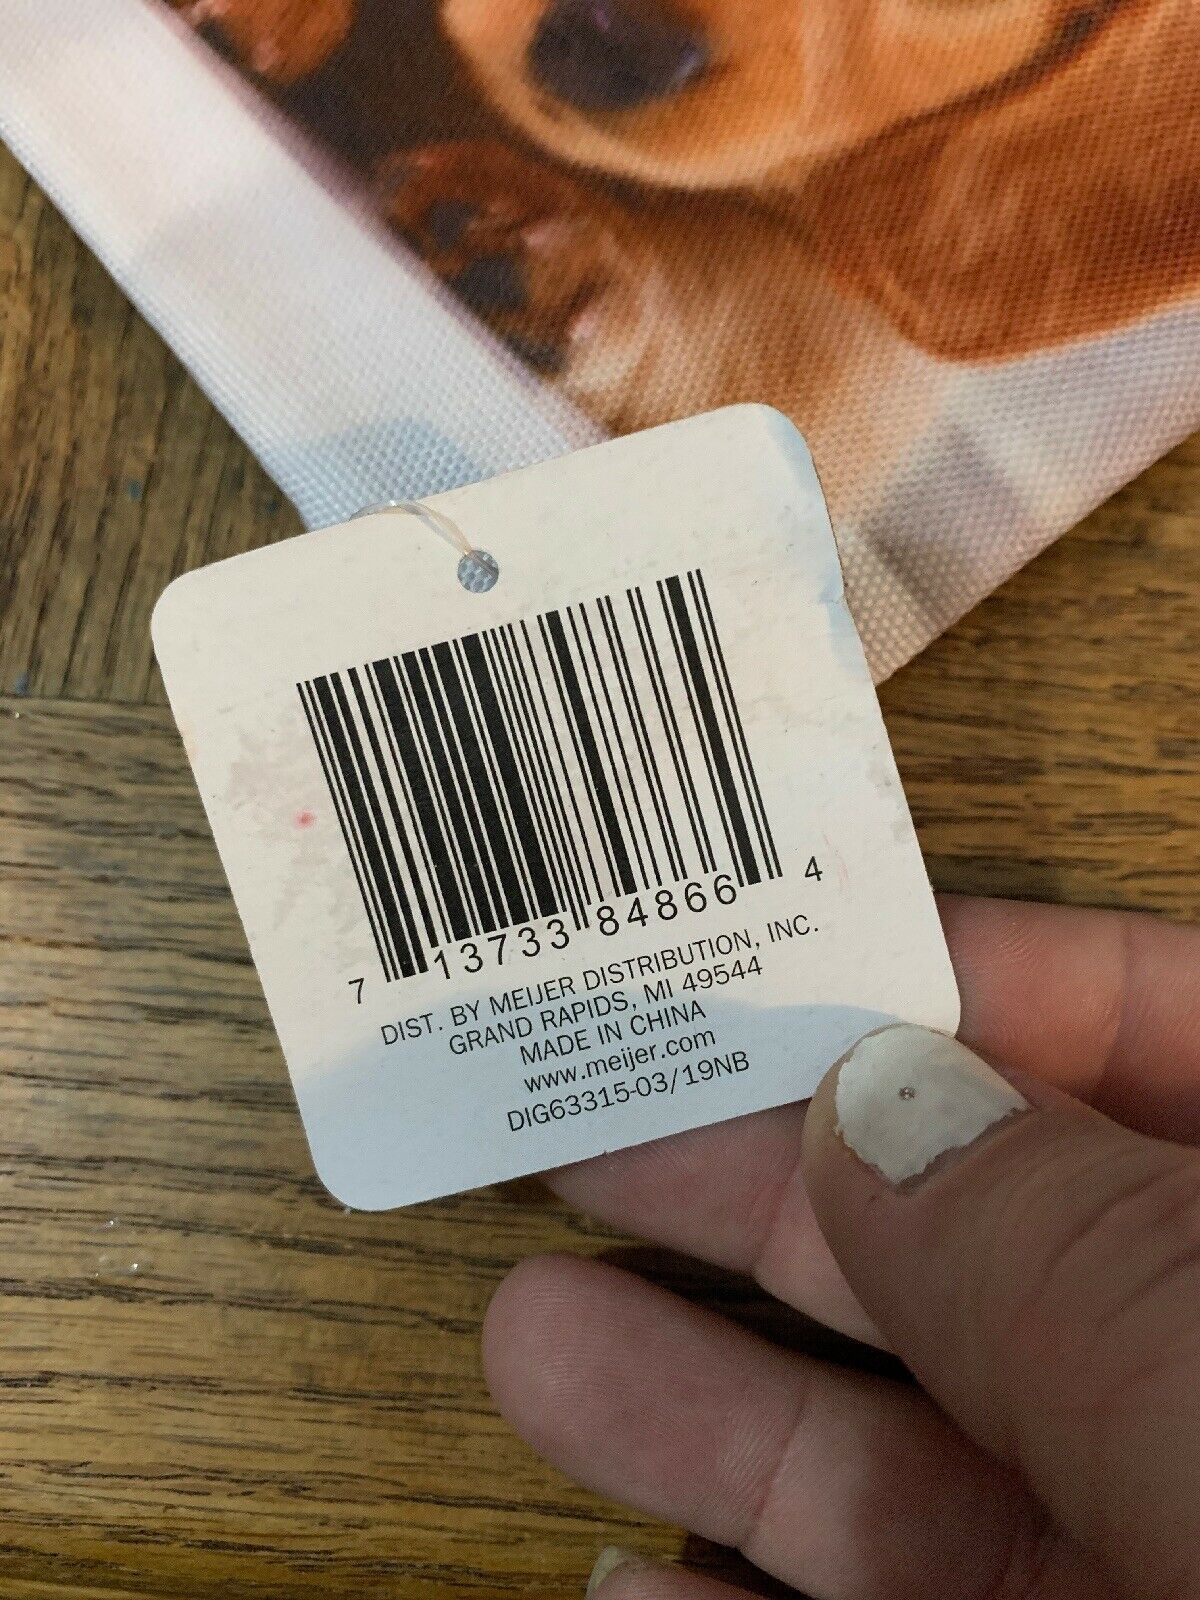 7 13733 84866 4
DIST. BY MEIJER DISTRIBUTION, INC.
GRAND RAPIDS, MI 49544
MADE IN CHINA
www.meijer.com
DIG63315-03/19NB